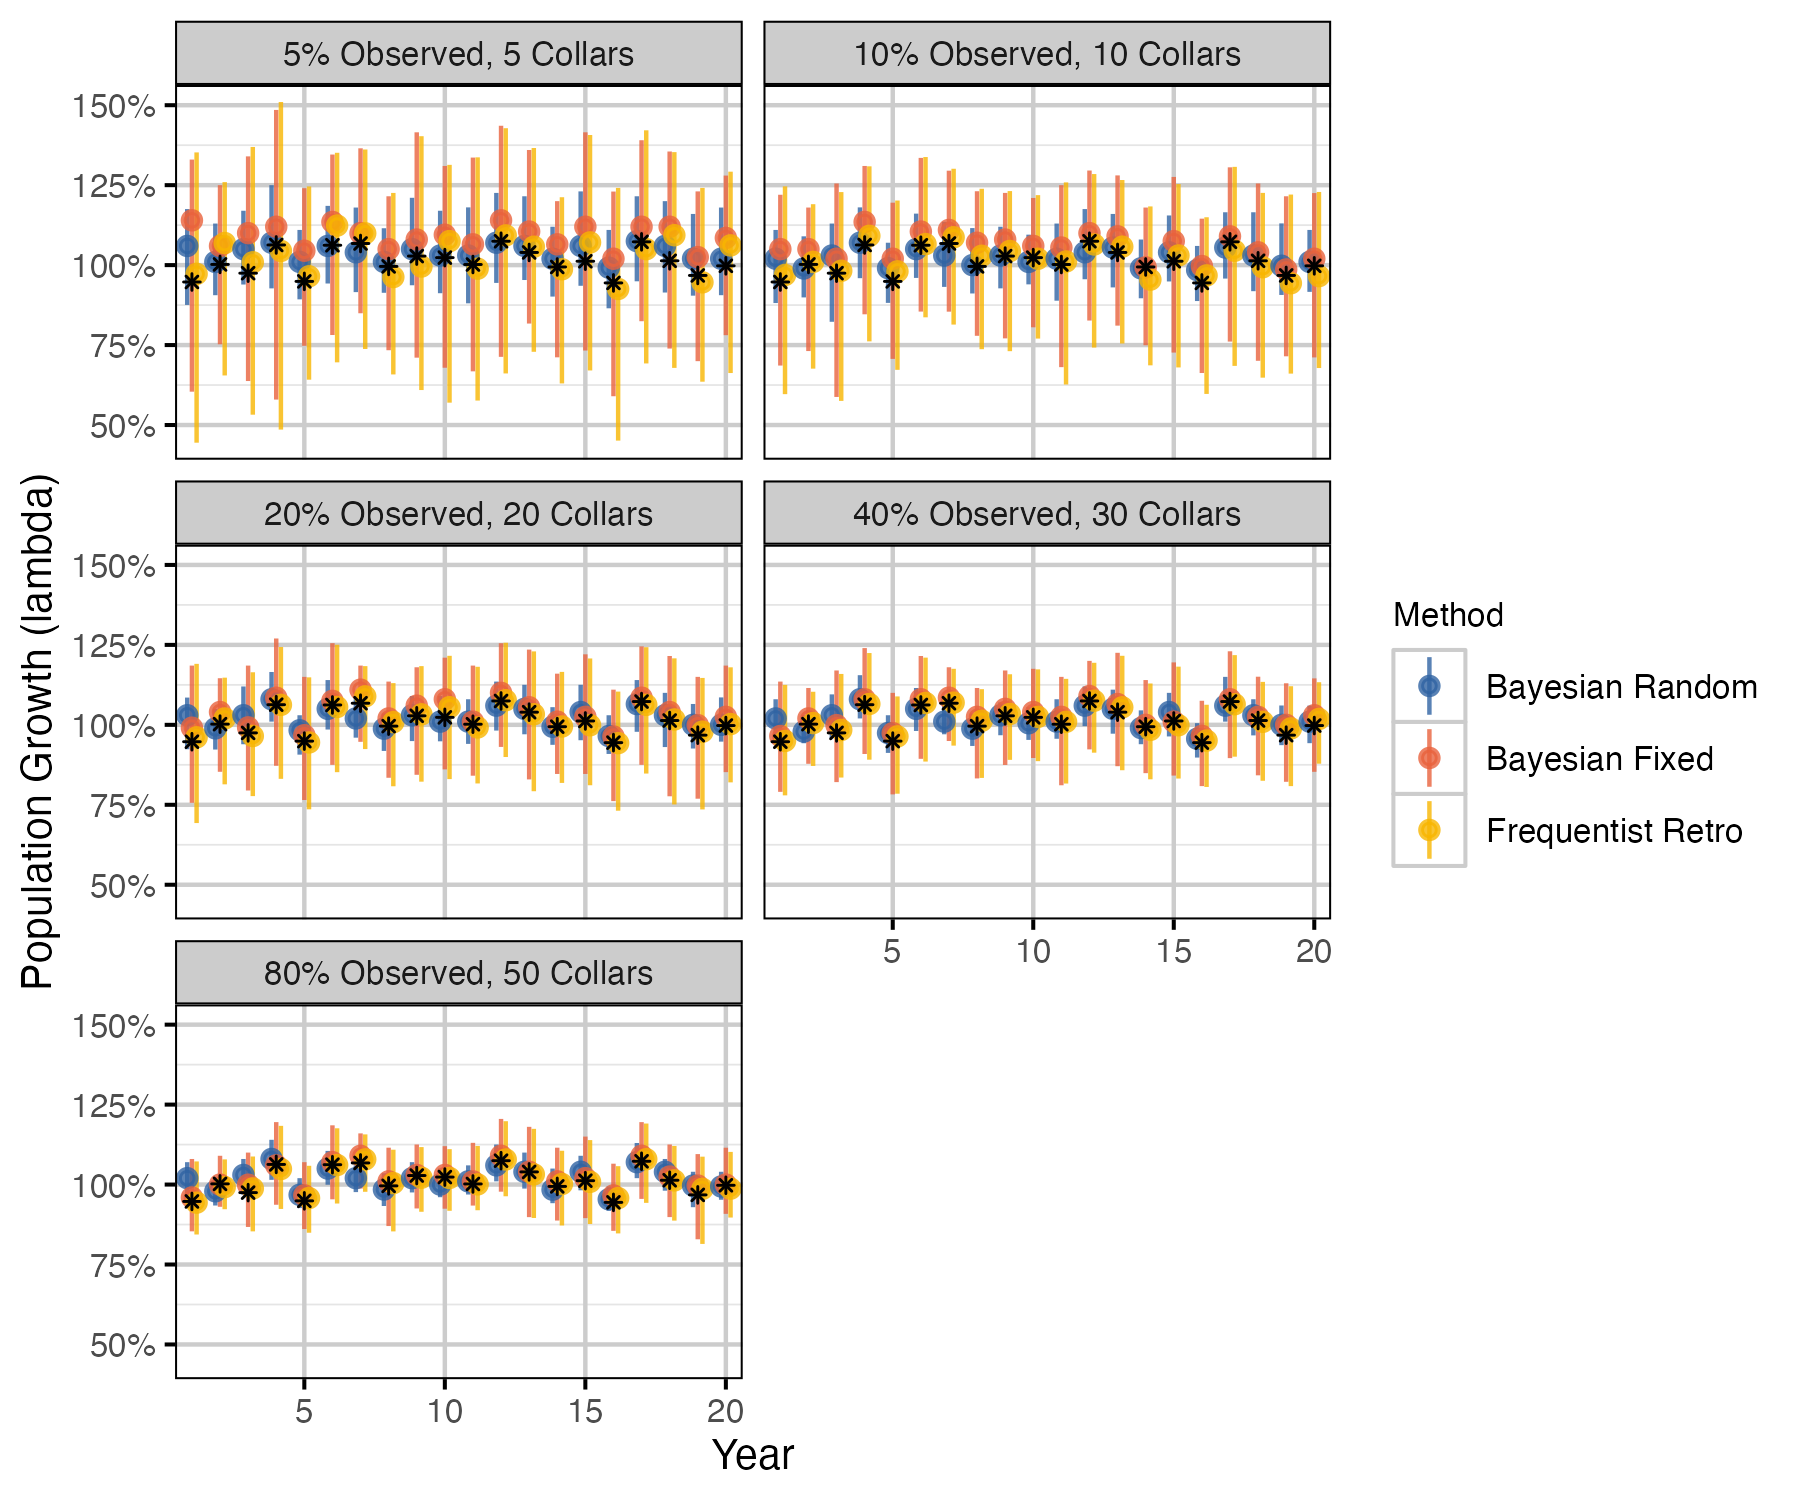 5% Observed, 5 Collars
10% Observed, 10 Collars
150%
125%
100%
75%
50%
20% Observed, 20 Collars
40% Observed, 30 Collars
150%
125%
100%
75%
50%
5 10 15 20
80% Observed, 50 Collars
150%
125%
100%
75%
50%
5 10 15 20
Year
Population Growth (lambda)
Method
Bayesian Random
Bayesian Fixed
Frequentist Retro